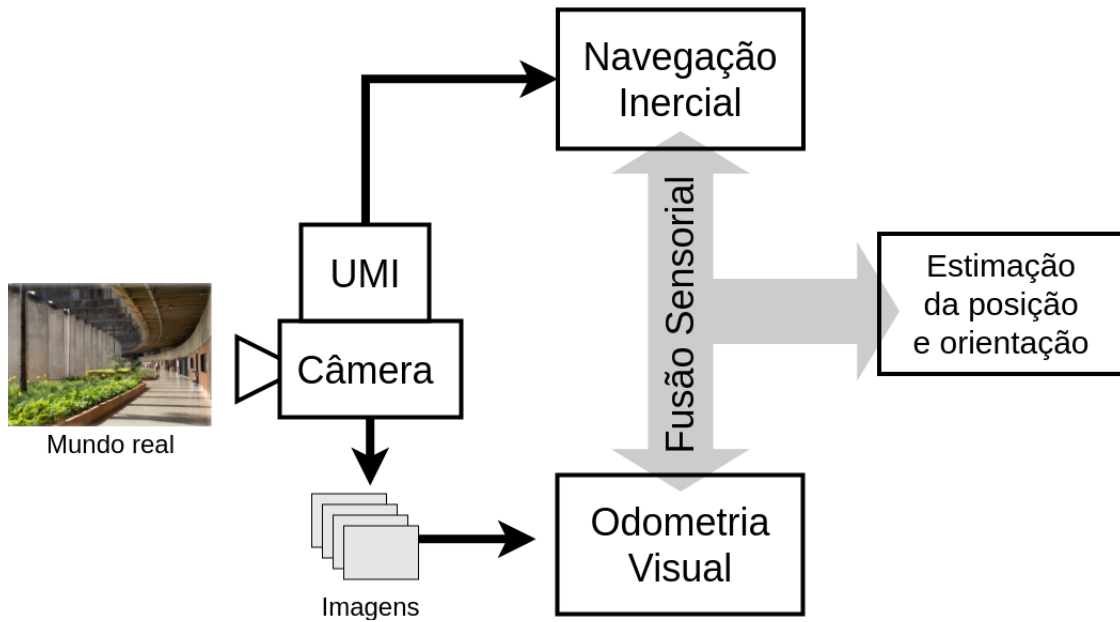 Navegação
Inercial
UMI
Câmera
Mundo real
Imagens
Fusão Sensorial
Odometria
Visual
Estimação
da posição
e orientação